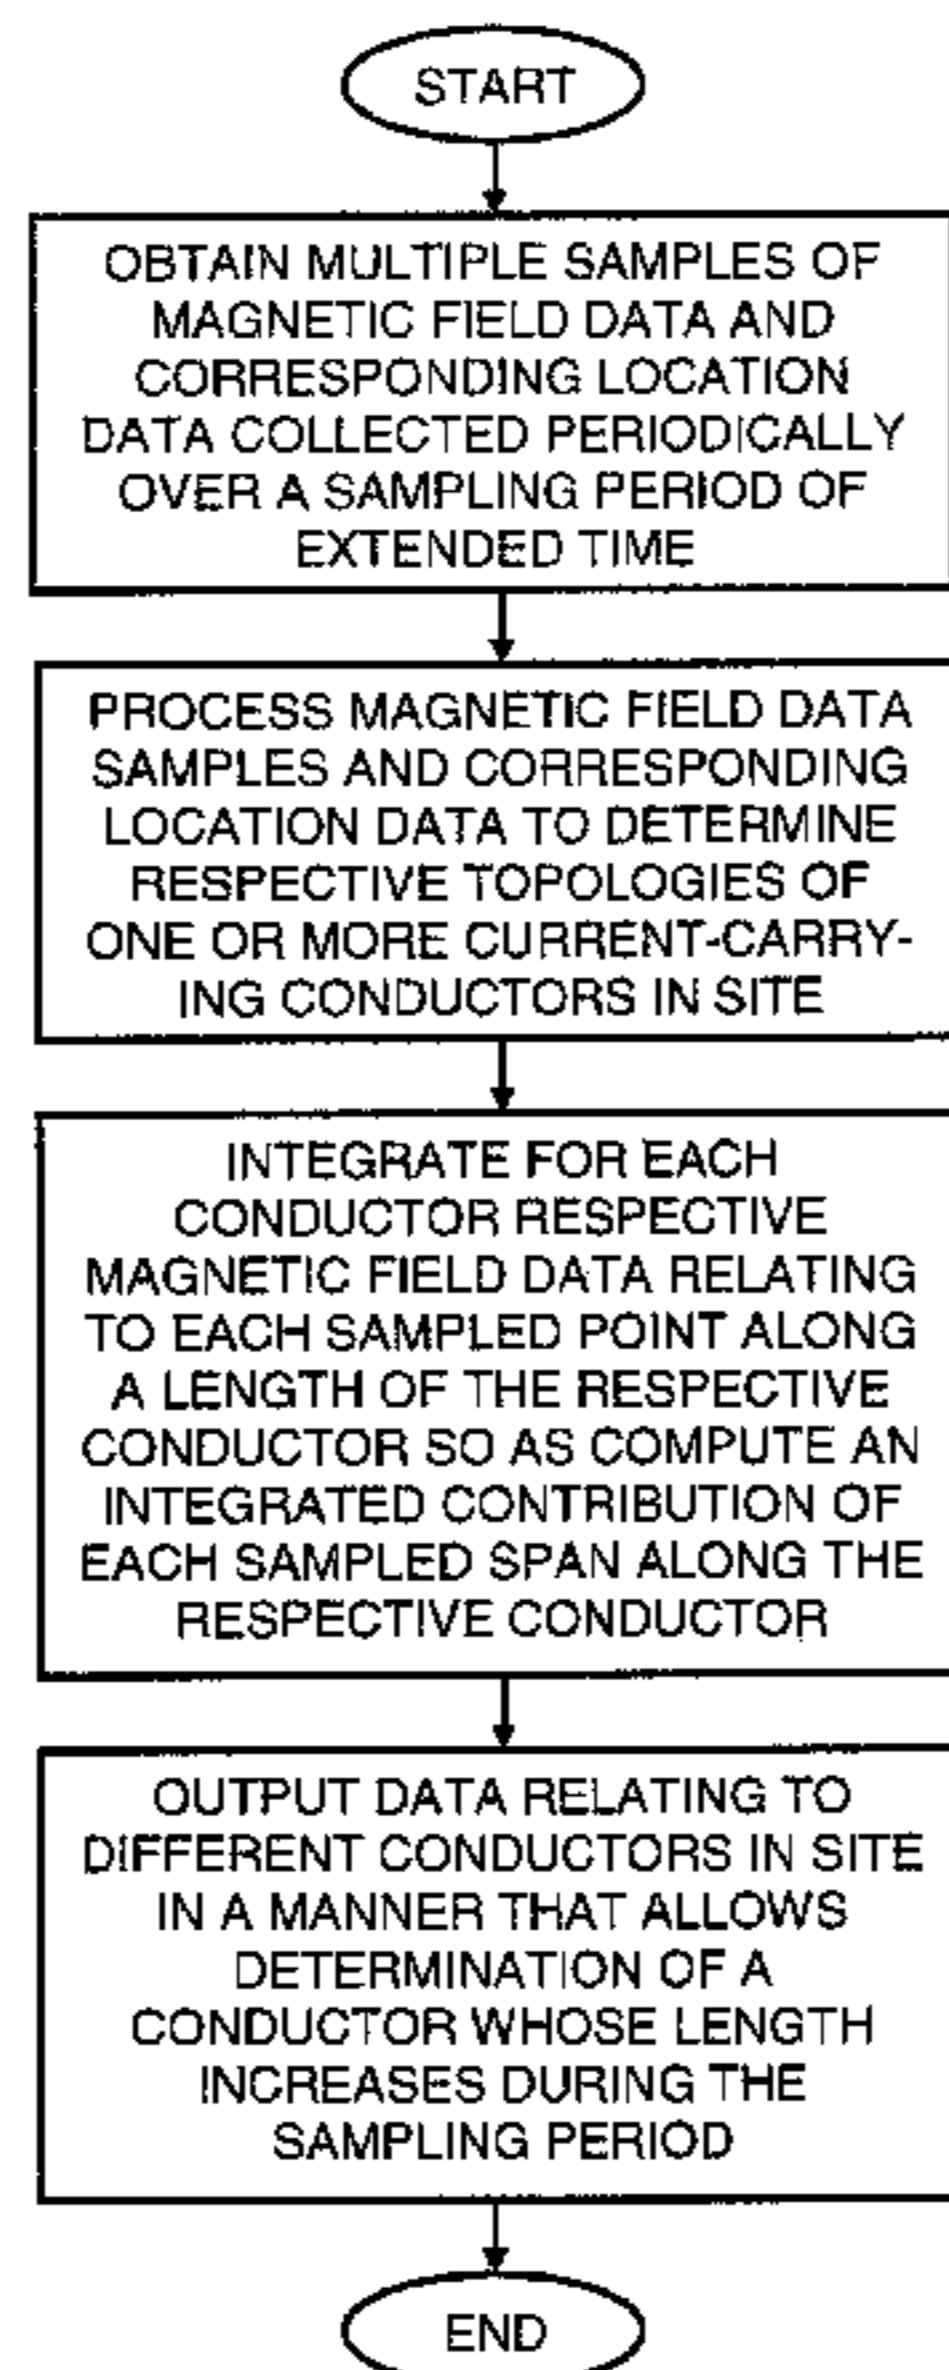 START
OBTAIN MULTIPLE SAMPLES OF
MAGNETIC FIELD DATA AND
CORRESPONDING LOCATION
DATA COLLECTED PERIODICALLY
OVER A SAMPLING PERIOD OF
EXTENDED TIME
PROCESS MAGNETIC FIELD DATA
SAMPLES AND CORRESPONDING
LOCATION DATA TO DETERMINE
RESPECTIVE TOPOLOGIES OF
ONE OR MORE CURRENT-CARRY-
ING CONDUCTORS IN SITE
INTEGRATE FOR EACH
CONDUCTOR RESPECTIVE
MAGNETIC FIELD DATA RELATING
TO EACH SAMPLED POINT ALONG
A LENGTH OF THE RESPECTIVE
CONDUCTOR SO AS COMPUTE AN
INTEGRATED CONTRIBUTION OF
EACH SAMPLED SPAN ALONG THE
RESPECTIVE CONDUCTOR
OUTPUT DATA RELATING TO
DIFFERENT CONDUCTORS IN SITE
IN A MANNER THAT ALLOWS
DETERMINATION OF A
CONDUCTOR WHOSE LENGTH
INCREASES DURING THE
SAMPLING PERIOD
END